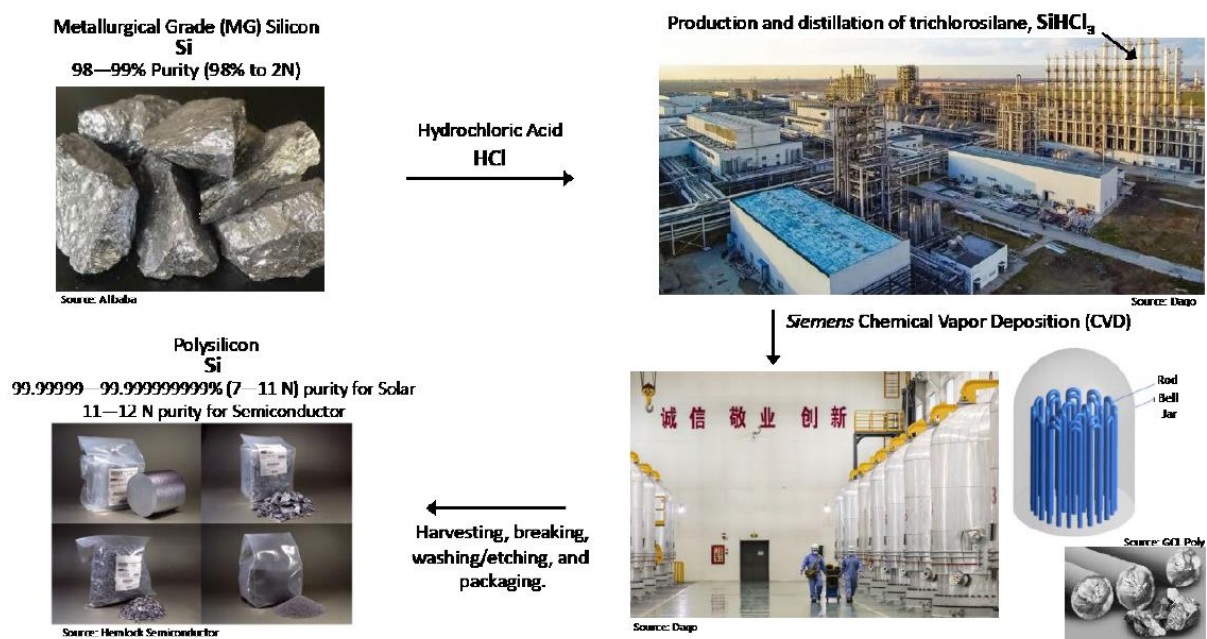 Metallurgical Grade (MG) Silicon
Si
98—99% Purity (98% to 2N)
Source: Alibaba
Hydrochloric Acid
HCl
Production and distillation of trichlorosilane, SiHCl₃
Source: Daqo
Siemens Chemical Vapor Deposition (CVD)
诚信 敬业 创新
Rod
Bell
Jar
Source: GCL Poly
Source: Daqo
Harvesting, breaking,
washing/etching, and
packaging.
Polysilicon
Si
99.99999—99.999999999% (7—11 N) purity for Solar
11—12 N purity for Semiconductor
Source: Hemlock Semiconductor